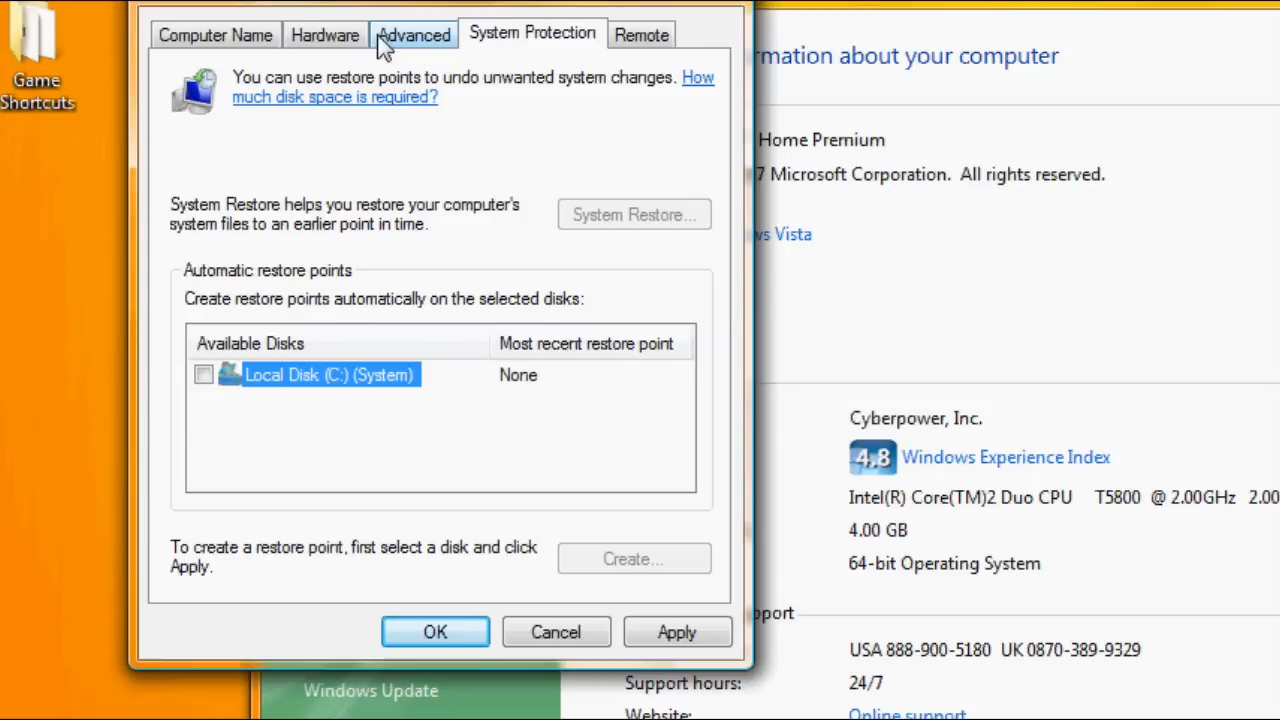 Game
Shortcuts
Computer Name
Hardware
Advanced
System Protection
Remote
You can use restore points to undo unwanted system changes. How
much disk space is required?
System Restore helps you restore your computer's
system files to an earlier point in time.
System Restore...
Automatic restore points
Create restore points automatically on the selected disks:
Available Disks
Most recent restore point
Local Disk (C:) (System)
None
To create a restore point, first select a disk and click
Apply.
Create...
OK
Cancel
Apply
rmation about your computer
Home Premium
7 Microsoft Corporation. All rights reserved.
ws Vista
Cyberpower, Inc.
4,8
Windows Experience Index
Intel(R) Core(TM)2 Duo CPU T5800 @ 2.00GHz 2.00
4.00 GB
64-bit Operating System
pport
USA 888-900-5180 UK 0870-389-9329
Support hours:
24/7
Website:
Online support
Windows Update